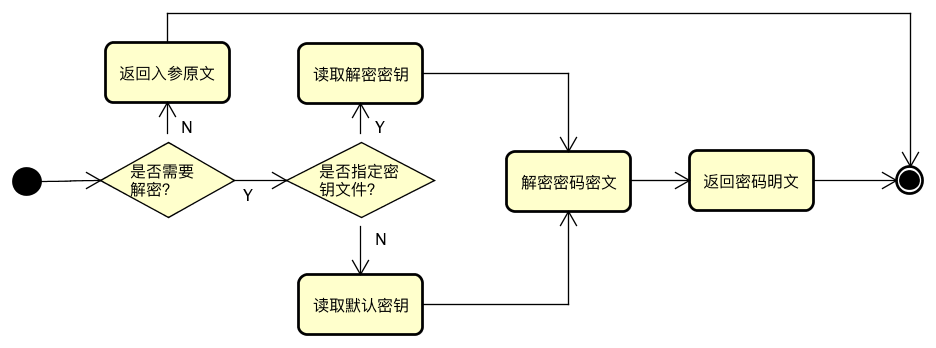 返回入参原文
读取解密密钥
N
Y
是否需要
解密?
Y
是否指定密
钥文件?
解密密码密文
返回密码明文
N
读取默认密钥